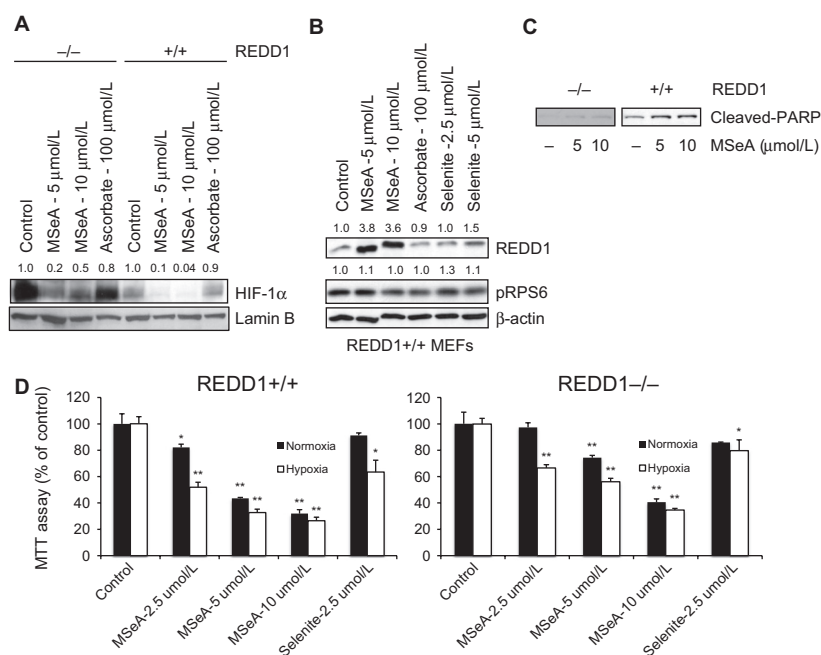 A
–/– +/+ REDD1
Control
MSeA - 5 μmol/L
MSeA - 10 μmol/L
Ascorbate - 100 μmol/L
Control
MSeA - 5 μmol/L
MSeA - 10 μmol/L
Ascorbate - 100 μmol/L
1.0 0.2 0.5 0.8 1.0 0.1 0.04 0.9
HIF-1α
Lamin B
B
Control
MSeA -5 μmol/L
MSeA - 10 μmol/L
Ascorbate - 100 μmol/L
Selenite -2.5 μmol/L
Selenite -5 μmol/L
1.0 3.8 3.6 0.9 1.0 1.5
REDD1
1.0 1.1 1.0 1.0 1.3 1.1
pRPS6
β-actin
REDD1+/+ MEFs
C
–/– +/+ REDD1
Cleaved-PARP
– 5 10 – 5 10 MSeA (μmol/L)
D
REDD1+/+
MTT assay (% of control)
120
100
80
60
40
20
0
Normoxia
Hypoxia
* ** ** ** ** ** *
Control
MSeA-2.5 umol/L
MSeA-5 umol/L
MSeA-10 umol/L
Selenite-2.5 umol/L
REDD1–/–
120
100
80
60
40
20
0
Normoxia
Hypoxia
** ** ** ** ** *
Control
MSeA-2.5 umol/L
MSeA-5 umol/L
MSeA-10 umol/L
Selenite-2.5 umol/L